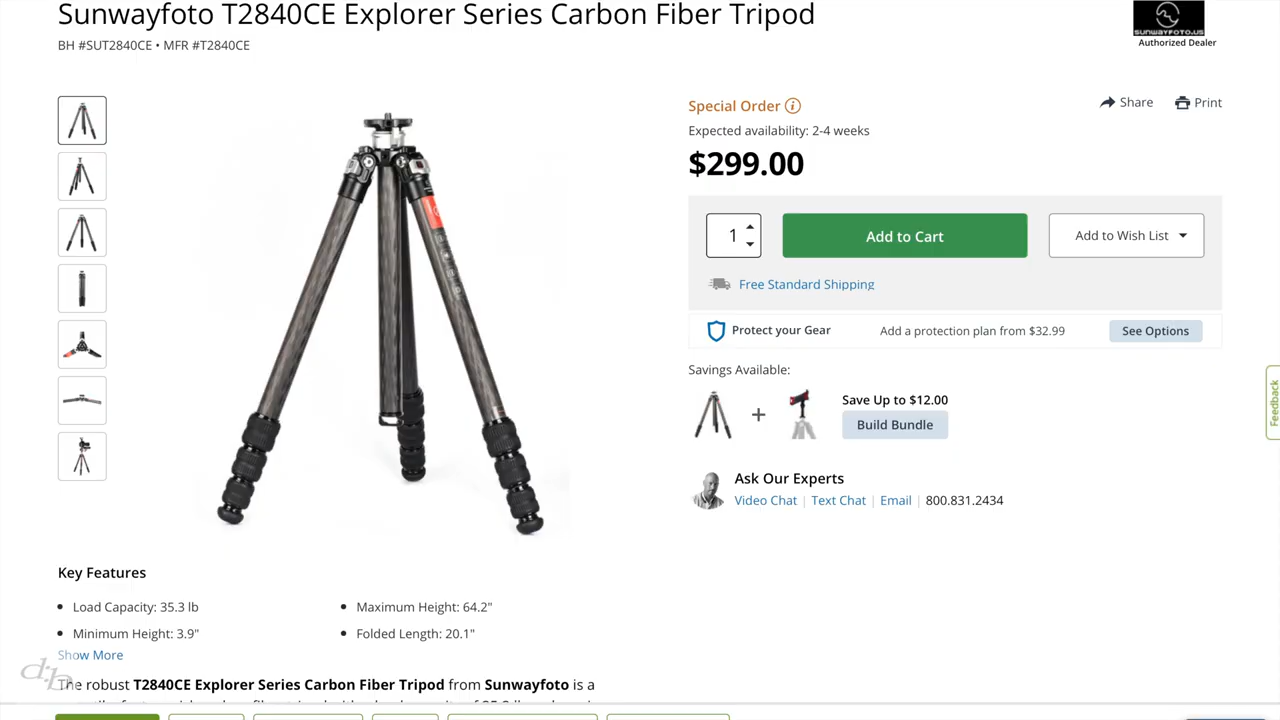 Sunwayfoto T2840CE Explorer Series Carbon Fiber Tripod
BH #SUT2840CE • MFR #T2840CE
SUNWAYFOTO.US
Authorized Dealer
Special Order
Expected availability: 2-4 weeks
Share
Print
$299.00
1
Add to Cart
Add to Wish List
Free Standard Shipping
Protect your Gear
Add a protection plan from $32.99
See Options
Savings Available:
+
Save Up to $12.00
Build Bundle
Ask Our Experts
Video Chat | Text Chat | Email | 800.831.2434
Feedback
Key Features
• Load Capacity: 35.3 lb
• Maximum Height: 64.2"
• Minimum Height: 3.9"
• Folded Length: 20.1"
Show More
d:b
The robust T2840CE Explorer Series Carbon Fiber Tripod from Sunwayfoto is a